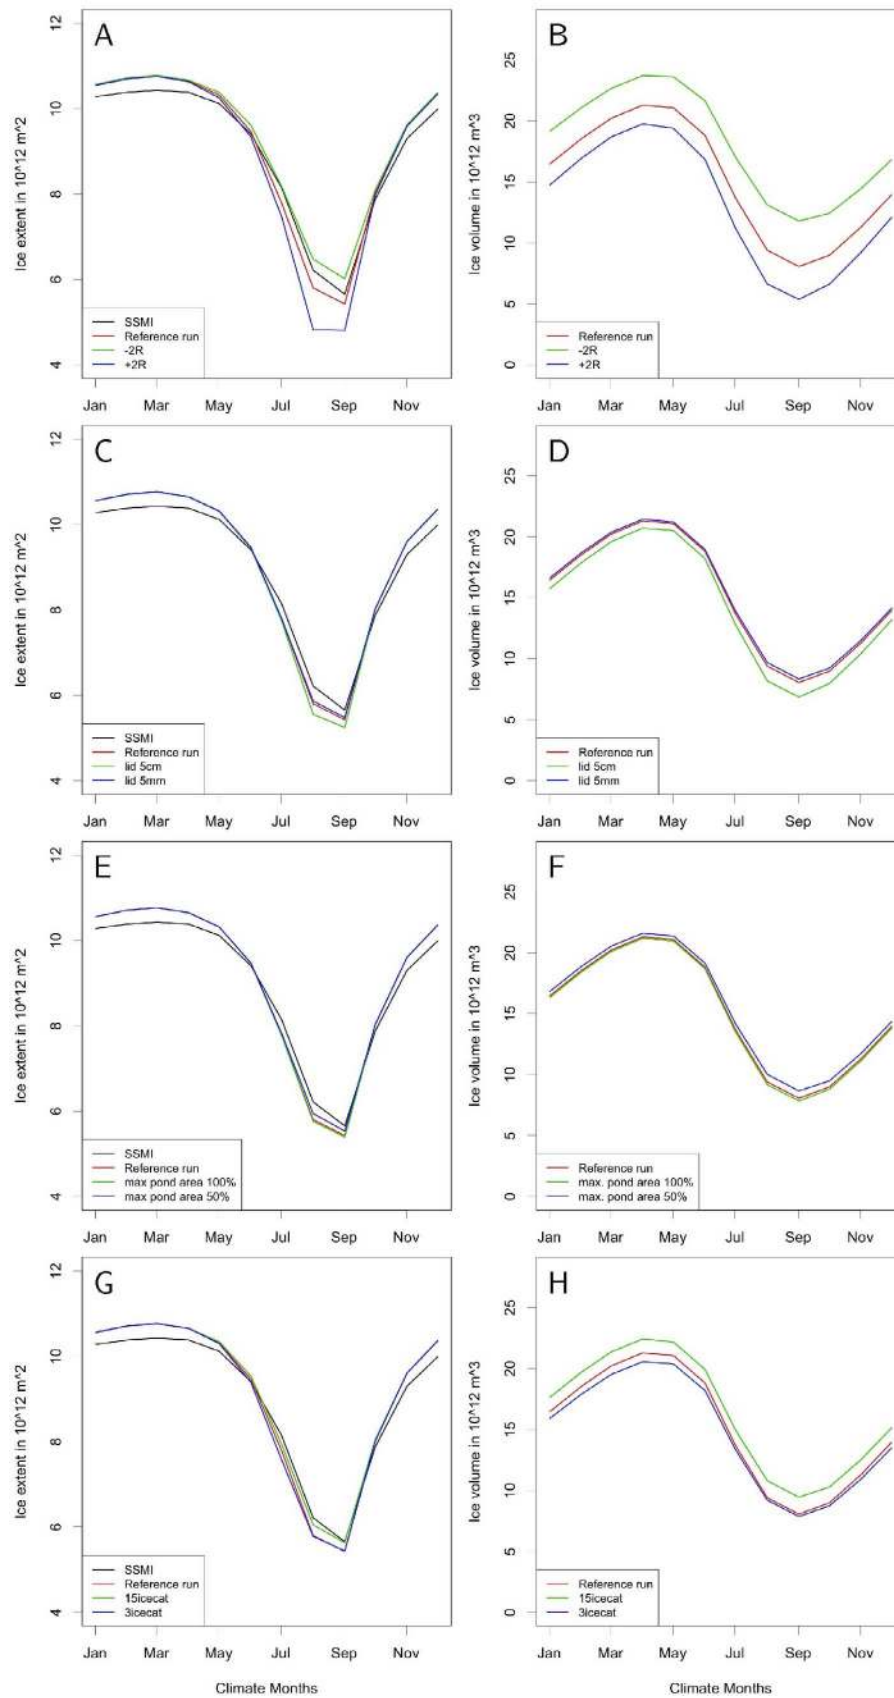 A
Ice extent in 10^12 m^2
12
10
8
6
4
SSMI
Reference run
-2R
+2R
Jan Mar May Jul Sep Nov
B
Ice volume in 10^12 m^3
25
20
15
10
5
0
Reference run
-2R
+2R
Jan Mar May Jul Sep Nov
C
Ice extent in 10^12 m^2
12
10
8
6
4
SSMI
Reference run
lid 5cm
lid 5mm
Jan Mar May Jul Sep Nov
D
Ice volume in 10^12 m^3
25
20
15
10
5
0
Reference run
lid 5cm
lid 5mm
Jan Mar May Jul Sep Nov
E
Ice extent in 10^12 m^2
12
10
8
6
4
SSMI
Reference run
max pond area 100%
max pond area 50%
Jan Mar May Jul Sep Nov
F
Ice volume in 10^12 m^3
25
20
15
10
5
0
Reference run
max. pond area 100%
max. pond area 50%
Jan Mar May Jul Sep Nov
G
Ice extent in 10^12 m^2
12
10
8
6
4
SSMI
Reference run
15icecat
3icecat
Jan Mar May Jul Sep Nov
Climate Months
H
Ice volume in 10^12 m^3
25
20
15
10
5
0
Reference run
15icecat
3icecat
Jan Mar May Jul Sep Nov
Climate Months